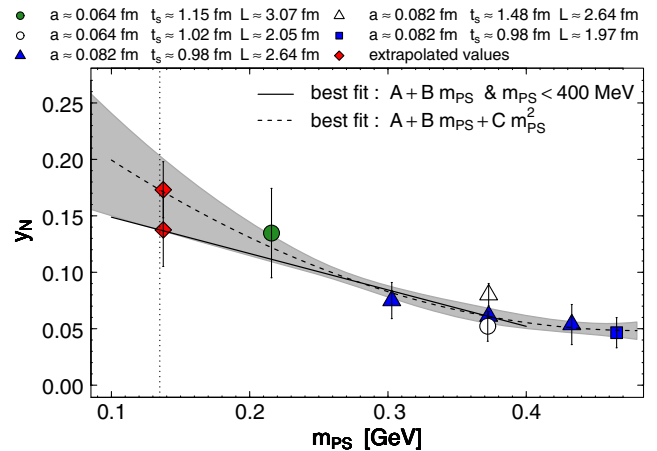 a ≈ 0.064 fm  t_s ≈ 1.15 fm  L ≈ 3.07 fm
a ≈ 0.082 fm  t_s ≈ 1.48 fm  L ≈ 2.64 fm
a ≈ 0.064 fm  t_s ≈ 1.02 fm  L ≈ 2.05 fm
a ≈ 0.082 fm  t_s ≈ 0.98 fm  L ≈ 1.97 fm
a ≈ 0.082 fm  t_s ≈ 0.98 fm  L ≈ 2.64 fm
extrapolated values
best fit : A + B m_PS & m_PS < 400 MeV
best fit : A + B m_PS + C m²_PS
y_N
0.25
0.20
0.15
0.10
0.05
0.00
0.1
0.2
0.3
0.4
m_PS [GeV]